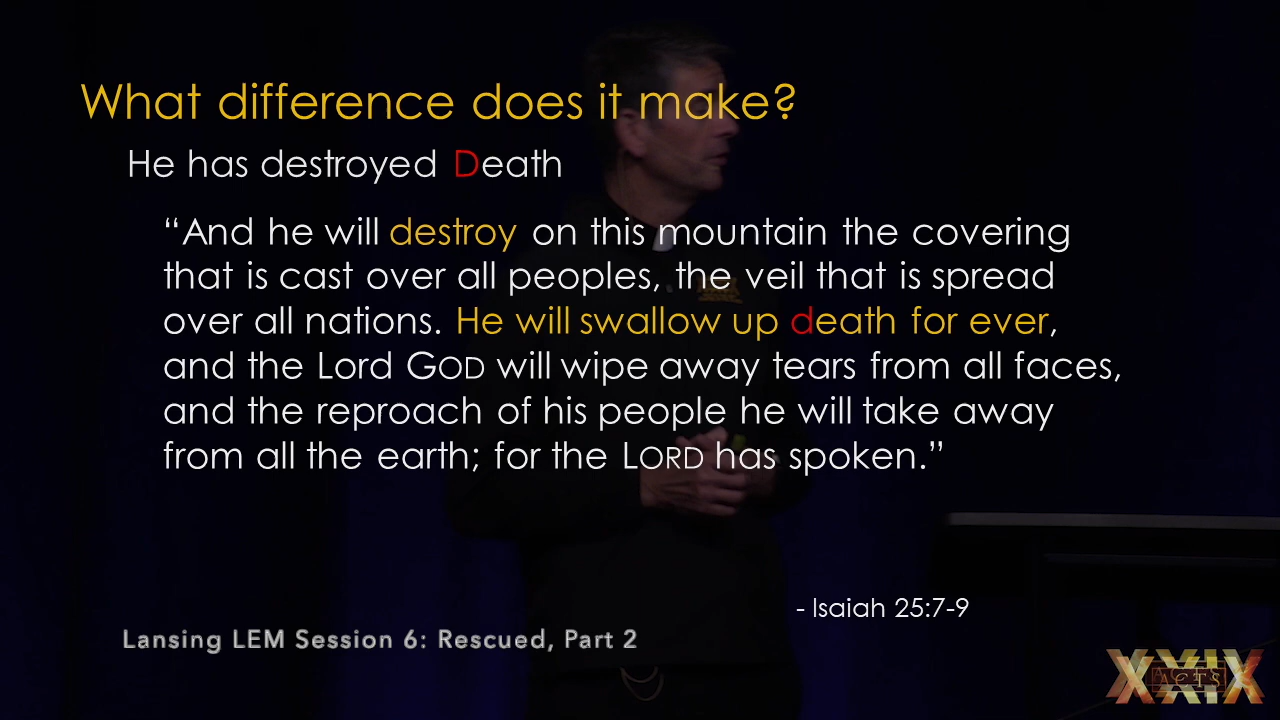 What difference does it make?
He has destroyed Death
“And he will destroy on this mountain the covering
that is cast over all peoples, the veil that is spread
over all nations. He will swallow up death for ever,
and the Lord GOD will wipe away tears from all faces,
and the reproach of his people he will take away
from all the earth; for the LORD has spoken.”
- Isaiah 25:7-9
Lansing LEM Session 6: Rescued, Part 2
XXIX
ACTS